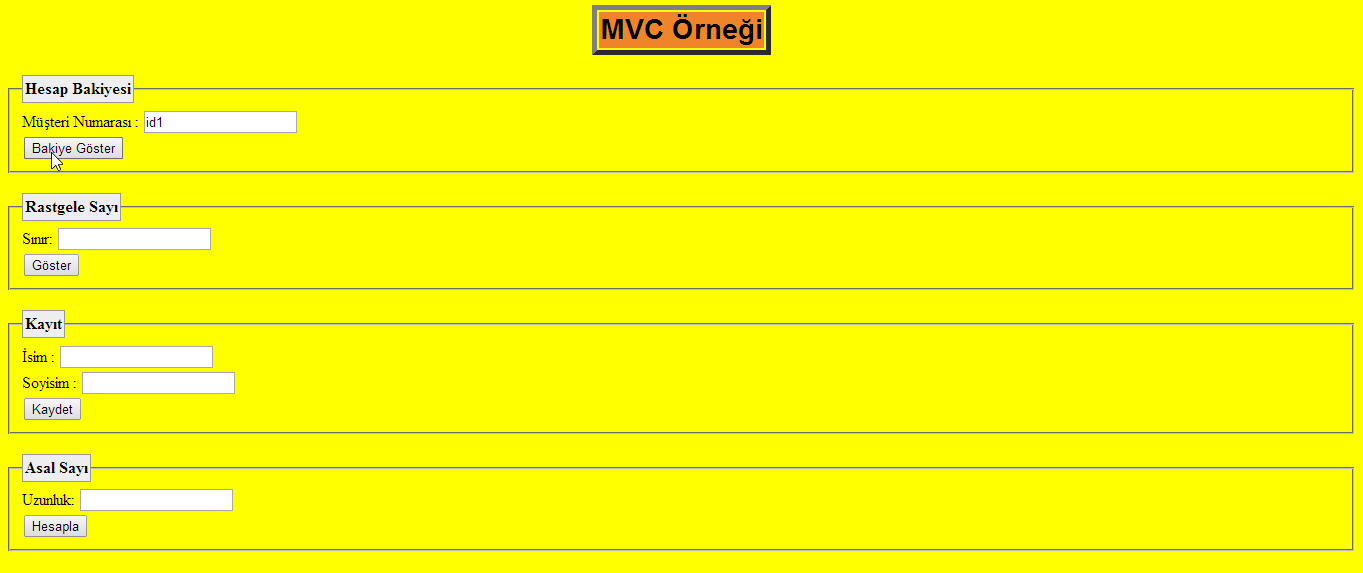 MVC Örneği
Hesap Bakiyesi
Müşteri Numarası : id1
Bakiye Göster
Rastgele Sayı
Sınır:
Göster
Kayıt
İsim :
Soyisim :
Kaydet
Asal Sayı
Uzunluk:
Hesapla